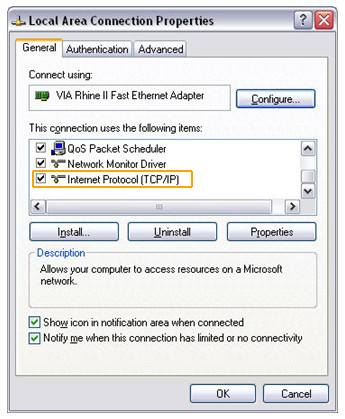 Local Area Connection Properties
General Authentication Advanced
Connect using:
VIA Rhine II Fast Ethernet Adapter
Configure...
This connection uses the following items:
QoS Packet Scheduler
Network Monitor Driver
Internet Protocol (TCP/IP)
Install... Uninstall Properties
Description
Allows your computer to access resources on a Microsoft
network.
Show icon in notification area when connected
Notify me when this connection has limited or no connectivity
OK Cancel